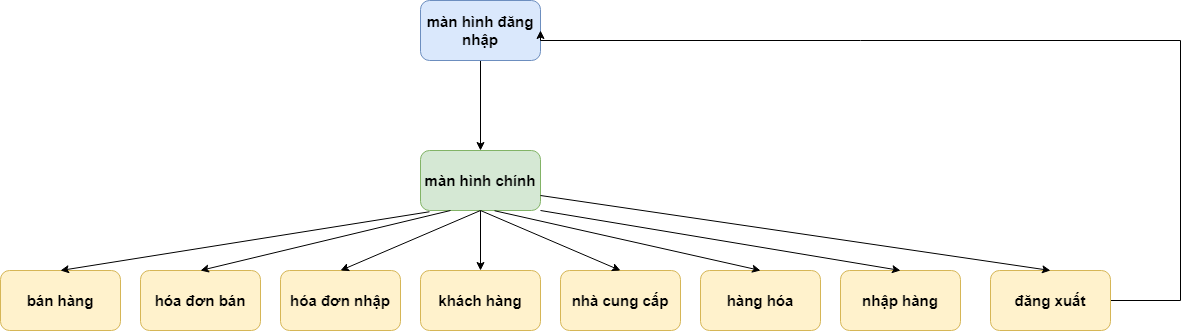 màn hình đăng
nhập
màn hình chính
bán hàng
hóa đơn bán
hóa đơn nhập
khách hàng
nhà cung cấp
hàng hóa
nhập hàng
đăng xuất